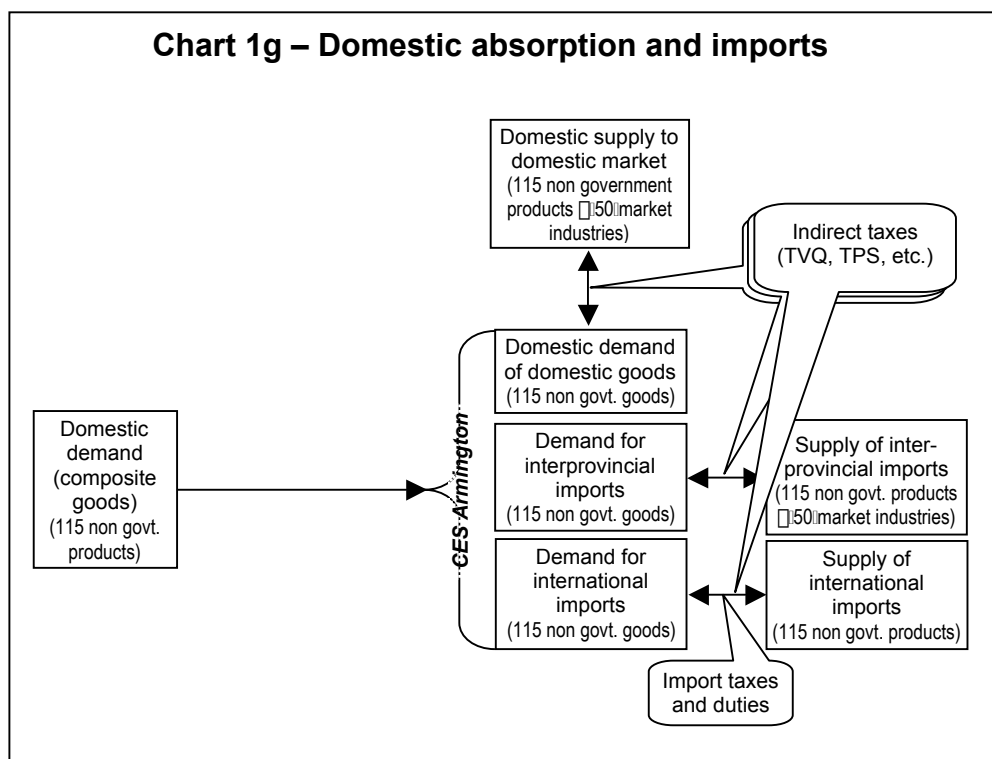 Chart 1g – Domestic absorption and imports
Domestic supply to
domestic market
(115 non government
products 50 market
industries)
Indirect taxes
(TVQ, TPS, etc.)
Domestic demand
of domestic goods
(115 non govt. goods)
CES Armington
Domestic
demand
(composite
goods)
(115 non govt.
products)
Demand for
interprovincial
imports
(115 non govt. goods)
Supply of inter-
provincial imports
(115 non govt. products
50 market industries)
Demand for
international
imports
(115 non govt. goods)
Supply of
international
imports
(115 non govt. products)
Import taxes
and duties